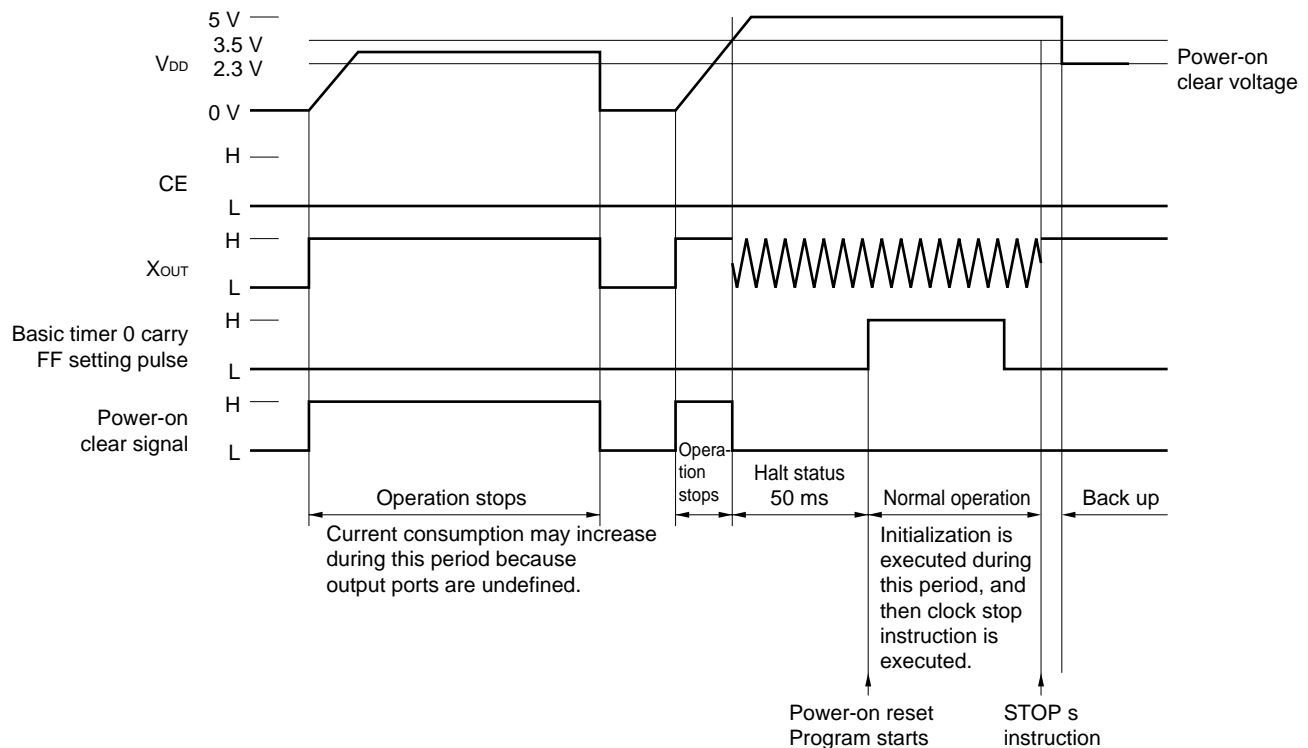 5 V
3.5 V
VDD
2.3 V
0 V
Power-on
clear voltage
H
CE
L
H
XOUT
L
H
Basic timer 0 carry
FF setting pulse
L
H
Power-on
clear signal
L
Operation stops
Opera-
tion
stops
Halt status
50 ms
Normal operation
Back up
Current consumption may increase
during this period because
output ports are undefined.
Initialization is
executed during
this period, and
then clock stop
instruction is
executed.
Power-on reset
Program starts
STOP s
instruction